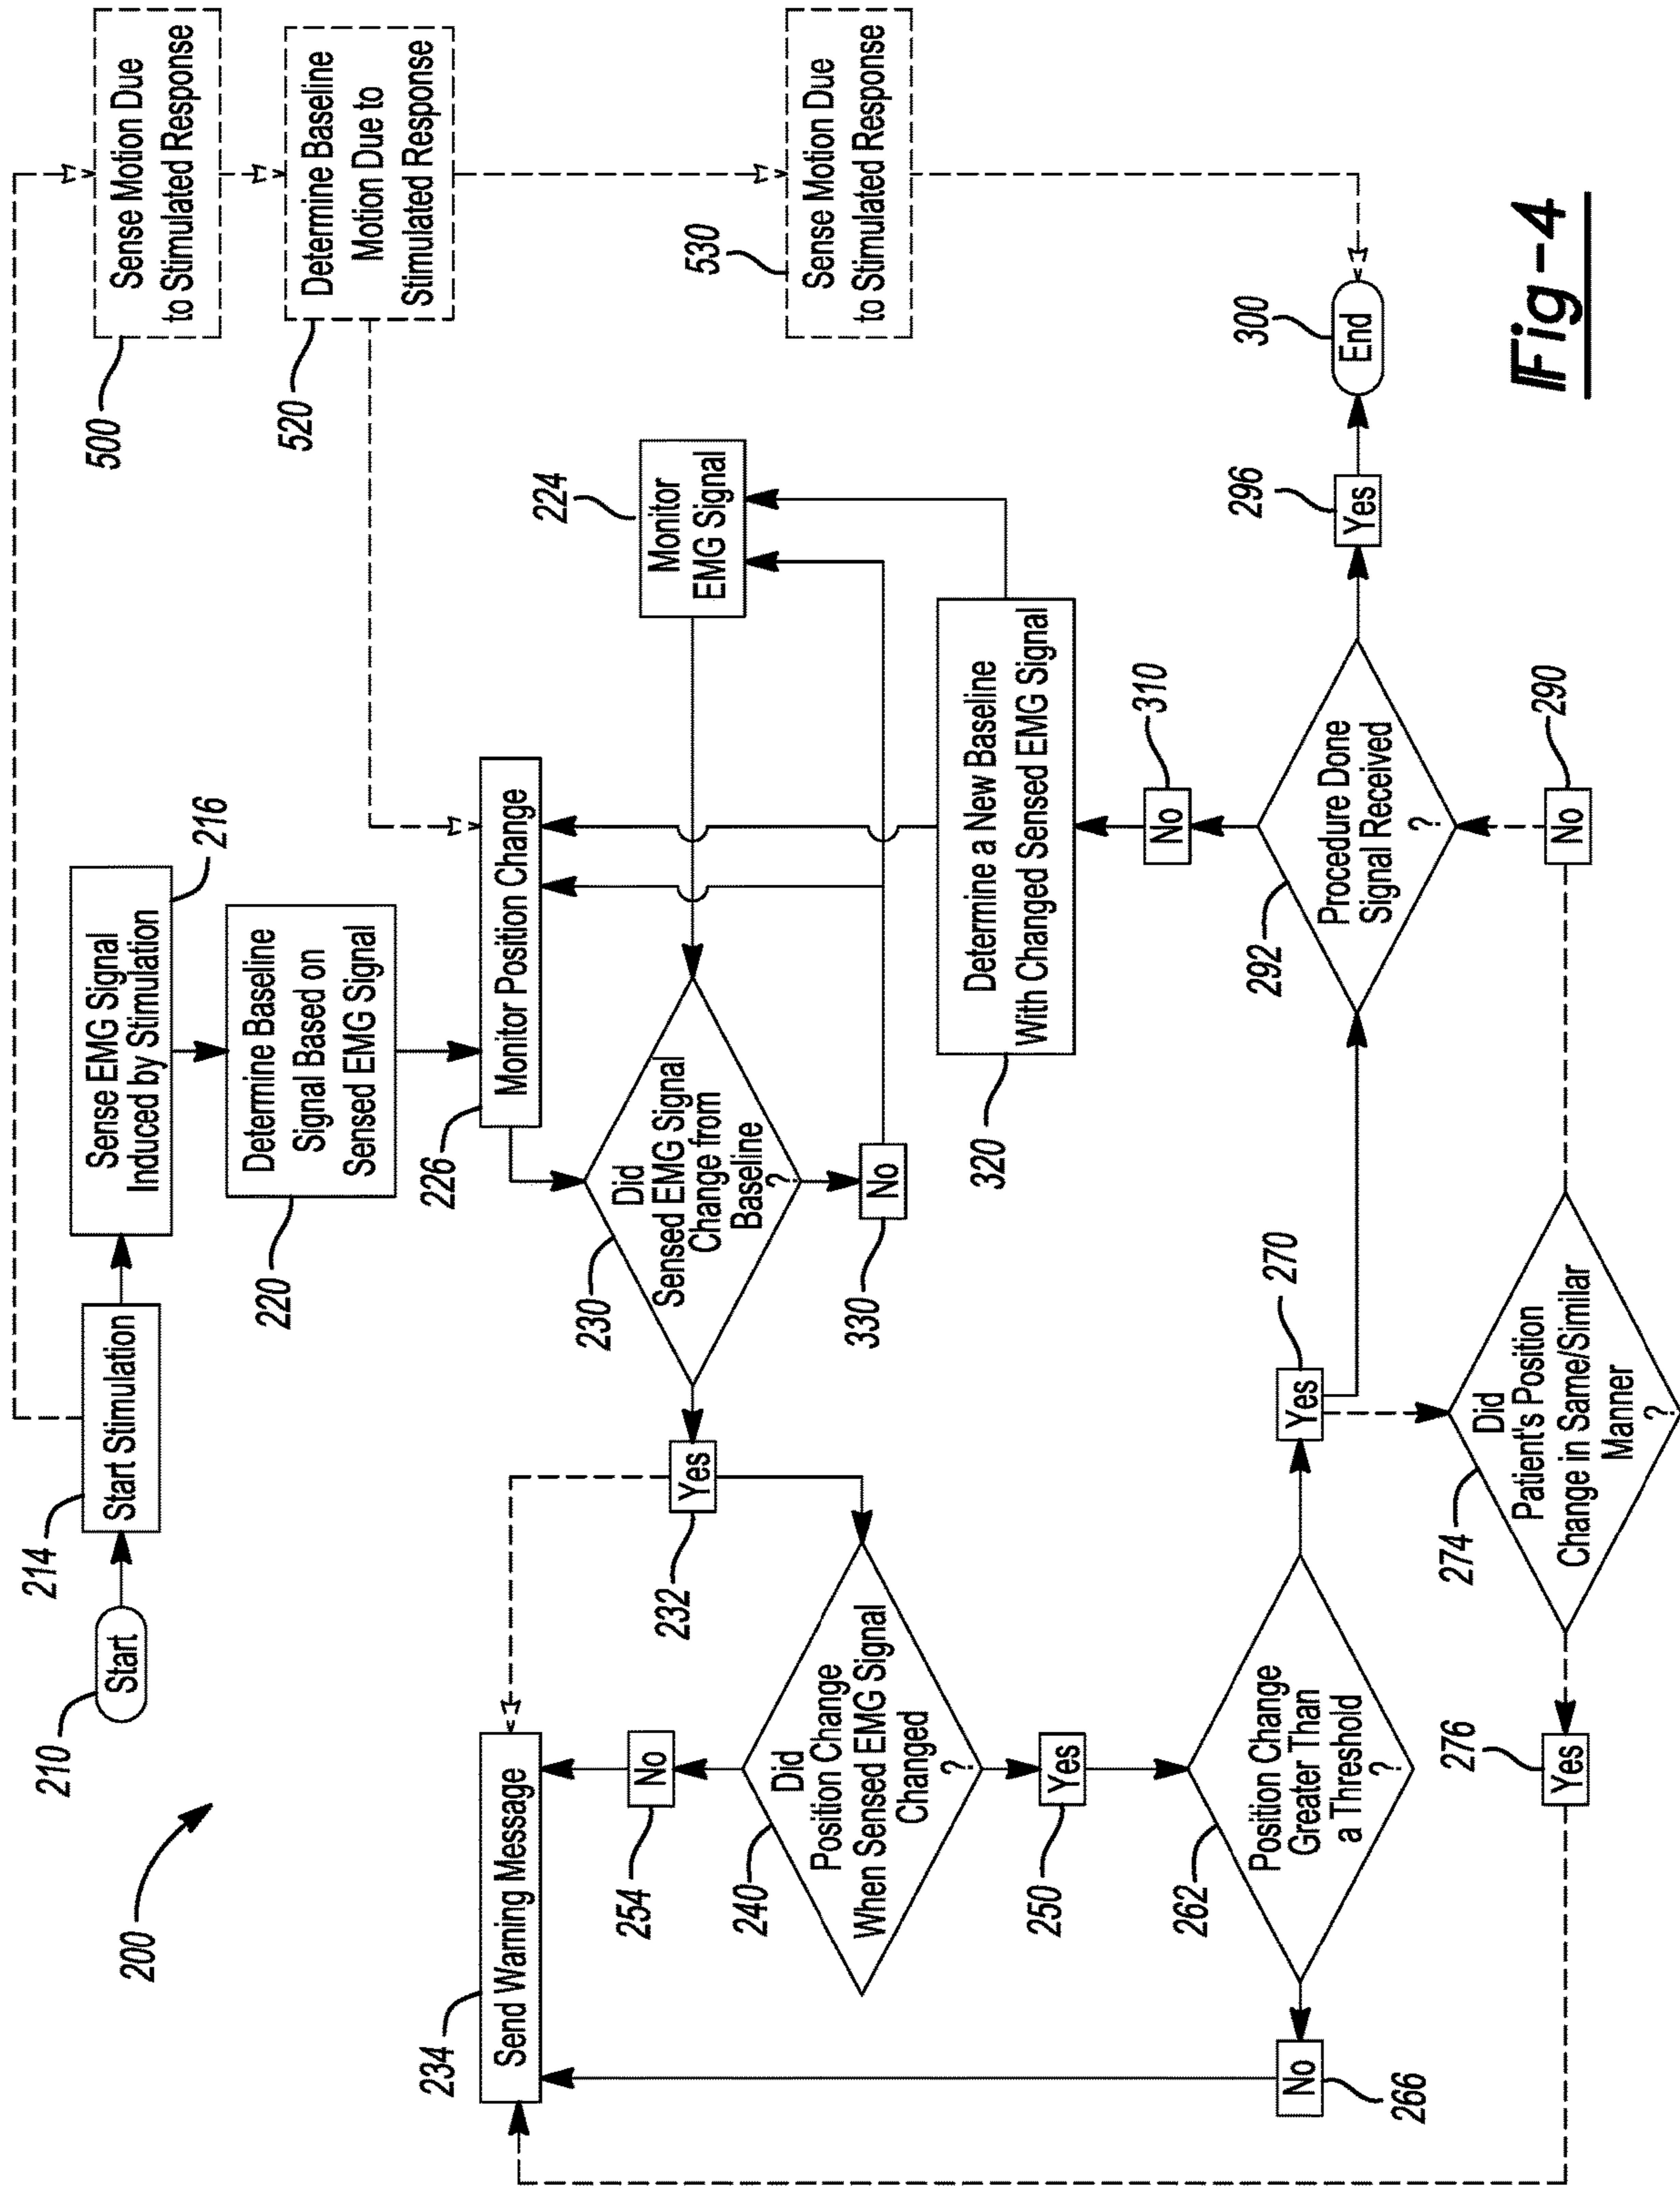 200
210
Start
214
Start Stimulation
216
Sense EMG Signal
Induced by Stimulation
500
Sense Motion Due
to Stimulated Response
220
Determine Baseline
Signal Based on
Sensed EMG Signal
520
Determine Baseline
Motion Due to
Stimulated Response
234
Send Warning Message
226
Monitor Position Change
224
Monitor
EMG Signal
530
Sense Motion Due
to Stimulated Response
254
No
232
Yes
230
Did
Sensed EMG Signal
Change from
Baseline
?
240
Did
Position Change
When Sensed EMG Signal
Changed
?
330
No
250
Yes
320
Determine a New Baseline
With Changed Sensed EMG Signal
310
No
262
Position Change
Greater Than
a Threshold
?
266
No
270
Yes
292
Procedure Done
Signal Received
?
296
Yes
300
End
276
Yes
274
Did
Patient's Position
Change in Same/Similar
Manner
?
290
No
Fig-4